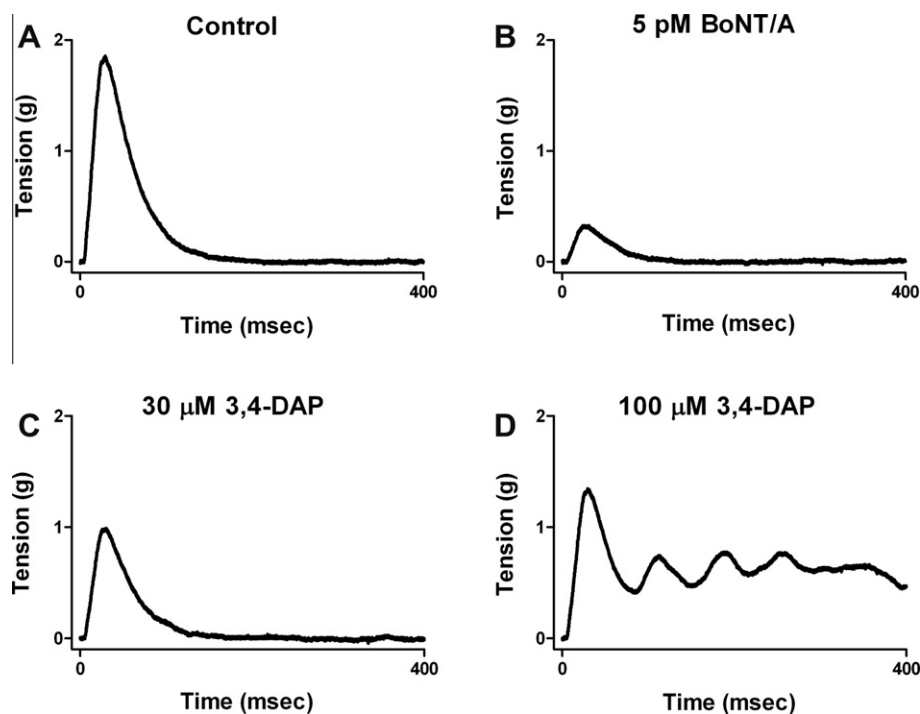 A
Control
2
1
0
Tension (g)
0
400
Time (msec)
B
5 pM BoNT/A
2
1
0
Tension (g)
0
400
Time (msec)
C
30 μM 3,4-DAP
2
1
0
Tension (g)
0
400
Time (msec)
D
100 μM 3,4-DAP
2
1
0
Tension (g)
0
400
Time (msec)